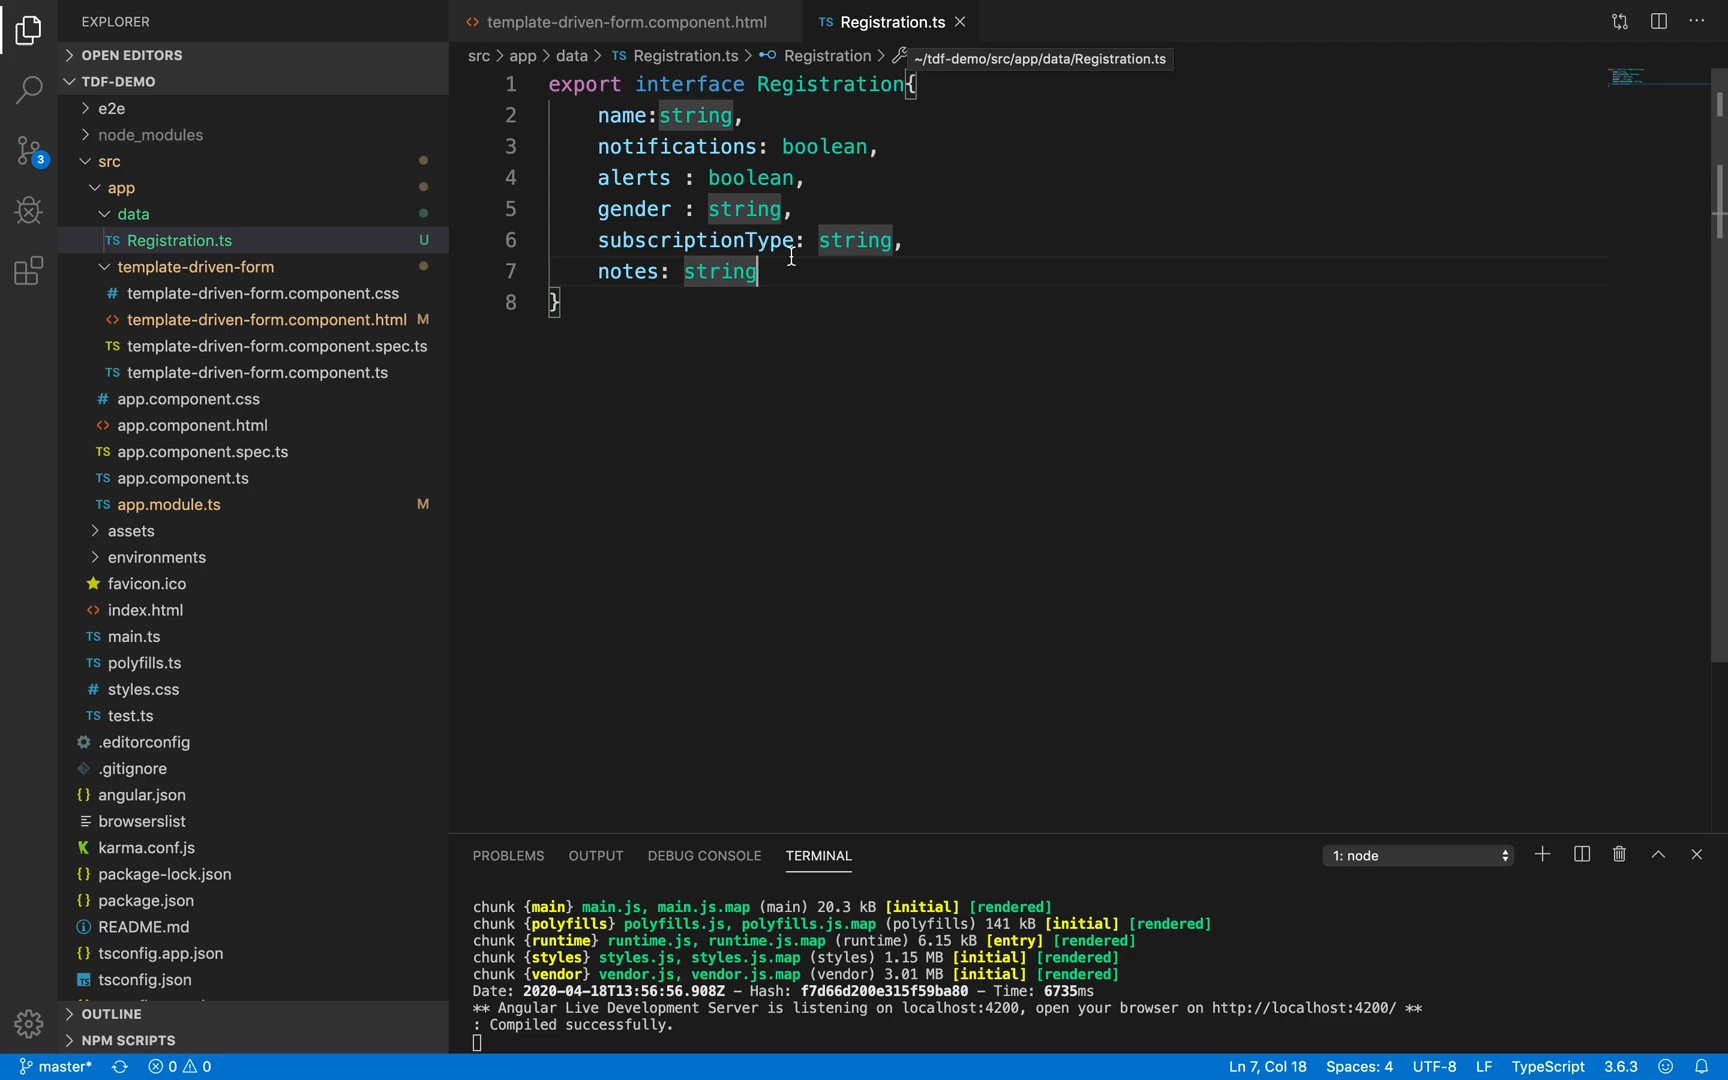 EXPLORER
OPEN EDITORS
TDF-DEMO
e2e
node_modules
src
app
data
TS Registration.ts U
template-driven-form
# template-driven-form.component.css
<> template-driven-form.component.html M
TS template-driven-form.component.spec.ts
TS template-driven-form.component.ts
# app.component.css
<> app.component.html
TS app.component.spec.ts
TS app.component.ts
TS app.module.ts M
assets
environments
favicon.ico
<> index.html
TS main.ts
TS polyfills.ts
# styles.css
TS test.ts
.editorconfig
.gitignore
{} angular.json
browserslist
karma.conf.js
{} package-lock.json
{} package.json
README.md
{} tsconfig.app.json
TS tsconfig.json
OUTLINE
NPM SCRIPTS
3
<> template-driven-form.component.html
TS Registration.ts
src > app > data > TS Registration.ts > Registration >
~/tdf-demo/src/app/data/Registration.ts
1 export interface Registration{
2 name:string,
3 notifications: boolean,
4 alerts : boolean,
5 gender : string,
6 subscriptionType: string,
7 notes: string
8 }
PROBLEMS OUTPUT DEBUG CONSOLE TERMINAL 1: node
chunk {main} main.js, main.js.map (main) 20.3 kB [initial] [rendered]
chunk {polyfills} polyfills.js, polyfills.js.map (polyfills) 141 kB [initial] [rendered]
chunk {runtime} runtime.js, runtime.js.map (runtime) 6.15 kB [entry] [rendered]
chunk {styles} styles.js, styles.js.map (styles) 1.15 MB [initial] [rendered]
chunk {vendor} vendor.js, vendor.js.map (vendor) 3.01 MB [initial] [rendered]
Date: 2020-04-18T13:56:56.908Z - Hash: f7d66d200e315f59ba80 - Time: 6735ms
** Angular Live Development Server is listening on localhost:4200, open your browser on http://localhost:4200/ **
: Compiled successfully.
master* 0 0 Ln 7, Col 18 Spaces: 4 UTF-8 LF TypeScript 3.6.3